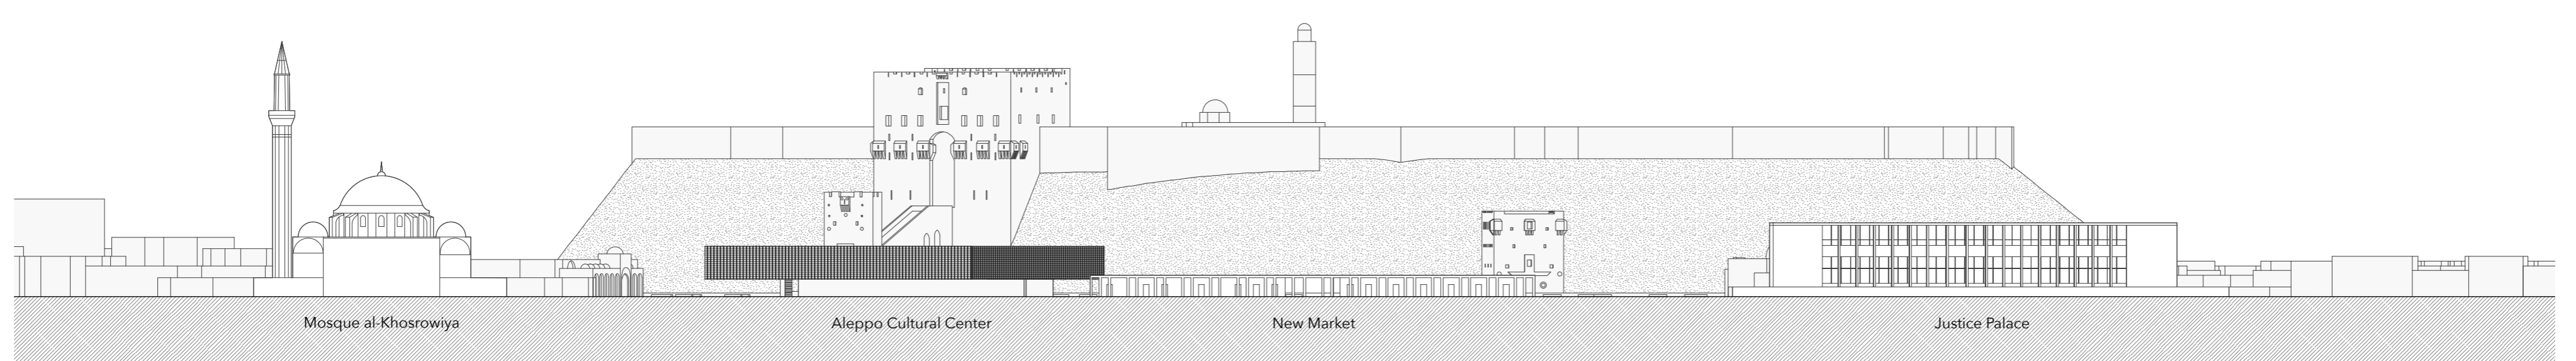 Mosque al-Khosrowiya
Aleppo Cultural Center
New Market
Justice Palace